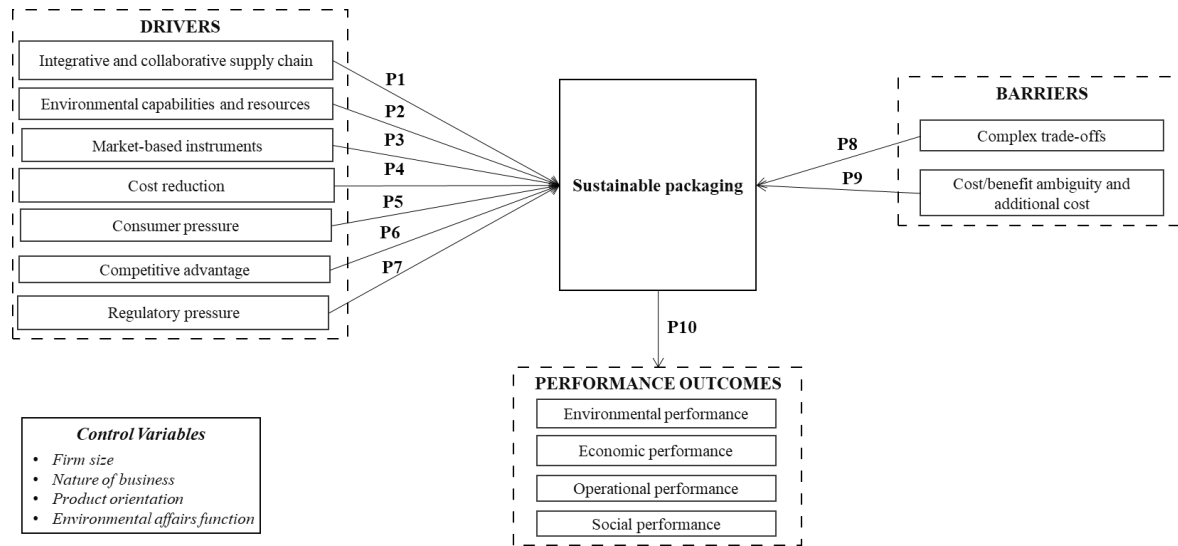 DRIVERS
Integrative and collaborative supply chain
Environmental capabilities and resources
Market-based instruments
Cost reduction
Consumer pressure
Competitive advantage
Regulatory pressure
P1
P2
P3
P4
P5
P6
P7
Sustainable packaging
P8
P9
BARRIERS
Complex trade-offs
Cost/benefit ambiguity and
additional cost
P10
PERFORMANCE OUTCOMES
Environmental performance
Economic performance
Operational performance
Social performance
Control Variables
• Firm size
• Nature of business
• Product orientation
• Environmental affairs function